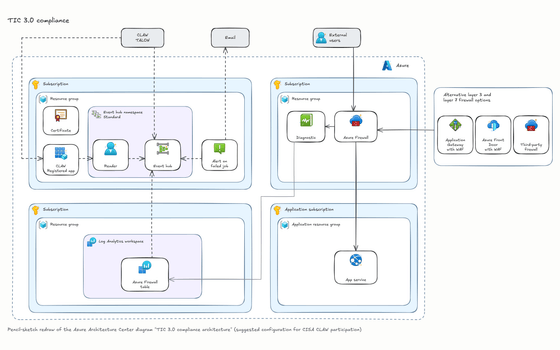 TIC 3.0 compliance
CLAW
TALON
Email
External
users
Azure
Subscription
Resource group
Certificate
CLAW
Registered app
Event hub namespace
Standard
Reader
Event hub
Alert on
failed job
Subscription
Resource group
Diagnostic
Azure Firewall
Alternative layer 3 and
layer 7 firewall options
Application
Gateway
with WAF
Azure Front
Door
with WAF
Third-party
firewall
Subscription
Resource group
Log Analytics workspace
Azure Firewall
table
Application subscription
Application resource group
App service
Pencil-sketch redraw of the Azure Architecture Center diagram "TIC 3.0 compliance architecture" (suggested configuration for CISA CLAW participation)